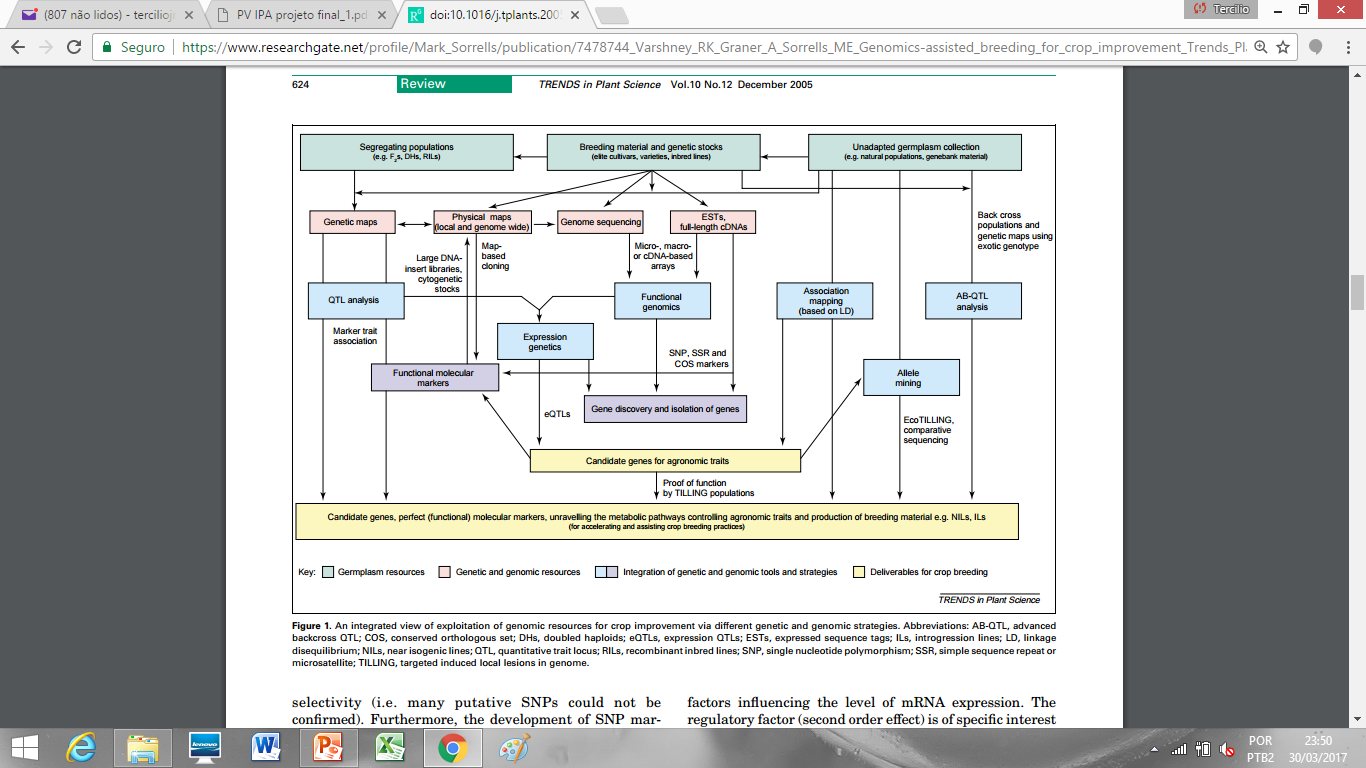 (807 não lidos) - terciliojr
PV IPA projeto final_1.pd
doi:10.1016/j.tplants.200
Tercilio
Seguro
https://www.researchgate.net/profile/Mark_Sorrells/publication/7478744_Varshney_RK_Graner_A_Sorrells_ME_Genomics-assisted_breeding_for_crop_improvement_Trends_Pl
624
Review
TRENDS in Plant Science Vol.10 No.12 December 2005
Segregating populations
(e.g. F2s, DHs, RILs)
Breeding material and genetic stocks
(elite cultivars, varieties, inbred lines)
Unadapted germplasm collection
(e.g. natural populations, genebank material)
Genetic maps
Physical maps
(local and genome wide)
Genome sequencing
ESTs,
full-length cDNAs
Back cross
populations and
genetic maps using
exotic genotype
Large DNA-
insert libraries,
cytogenetic
stocks
Map-
based
cloning
Micro-, macro-
or cDNA-based
arrays
QTL analysis
Functional
genomics
Association
mapping
(based on LD)
AB-QTL
analysis
Marker trait
association
Expression
genetics
SNP, SSR and
COS markers
Functional molecular
markers
Allele
mining
eQTLs
Gene discovery and isolation of genes
EcoTILLING,
comparative
sequencing
Candidate genes for agronomic traits
Proof of function
by TILLING populations
Candidate genes, perfect (functional) molecular markers, unravelling the metabolic pathways controlling agronomic traits and production of breeding material e.g. NILs, ILs
(for accelerating and assisting crop breeding practices)
Key: Germplasm resources Genetic and genomic resources Integration of genetic and genomic tools and strategies Deliverables for crop breeding
TRENDS in Plant Science
Figure 1. An integrated view of exploitation of genomic resources for crop improvement via different genetic and genomic strategies. Abbreviations: AB-QTL, advanced
backcross QTL; COS, conserved orthologous set; DHs, doubled haploids; eQTLs, expression QTLs; ESTs, expressed sequence tags; ILs, introgression lines; LD, linkage
disequilibrium; NILs, near isogenic lines; QTL, quantitative trait locus; RILs, recombinant inbred lines; SNP, single nucleotide polymorphism; SSR, simple sequence repeat or
microsatellite; TILLING, targeted induced local lesions in genome.
selectivity (i.e. many putative SNPs could not be
confirmed). Furthermore, the development of SNP mar-
factors influencing the level of mRNA expression. The
regulatory factor (second order effect) is of specific interest
lenovo
POR
PTB2
23:50
30/03/2017